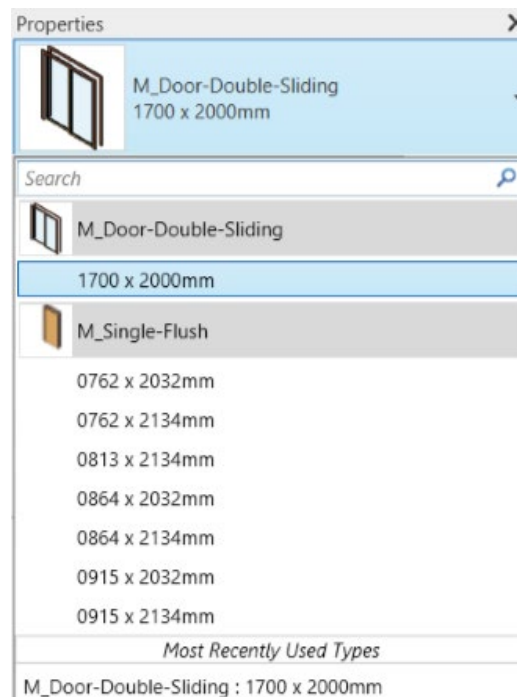 Properties
M_Door-Double-Sliding
1700 x 2000mm
Search
M_Door-Double-Sliding
1700 x 2000mm
M_Single-Flush
0762 x 2032mm
0762 x 2134mm
0813 x 2134mm
0864 x 2032mm
0864 x 2134mm
0915 x 2032mm
0915 x 2134mm
Most Recently Used Types
M_Door-Double-Sliding : 1700 x 2000mm